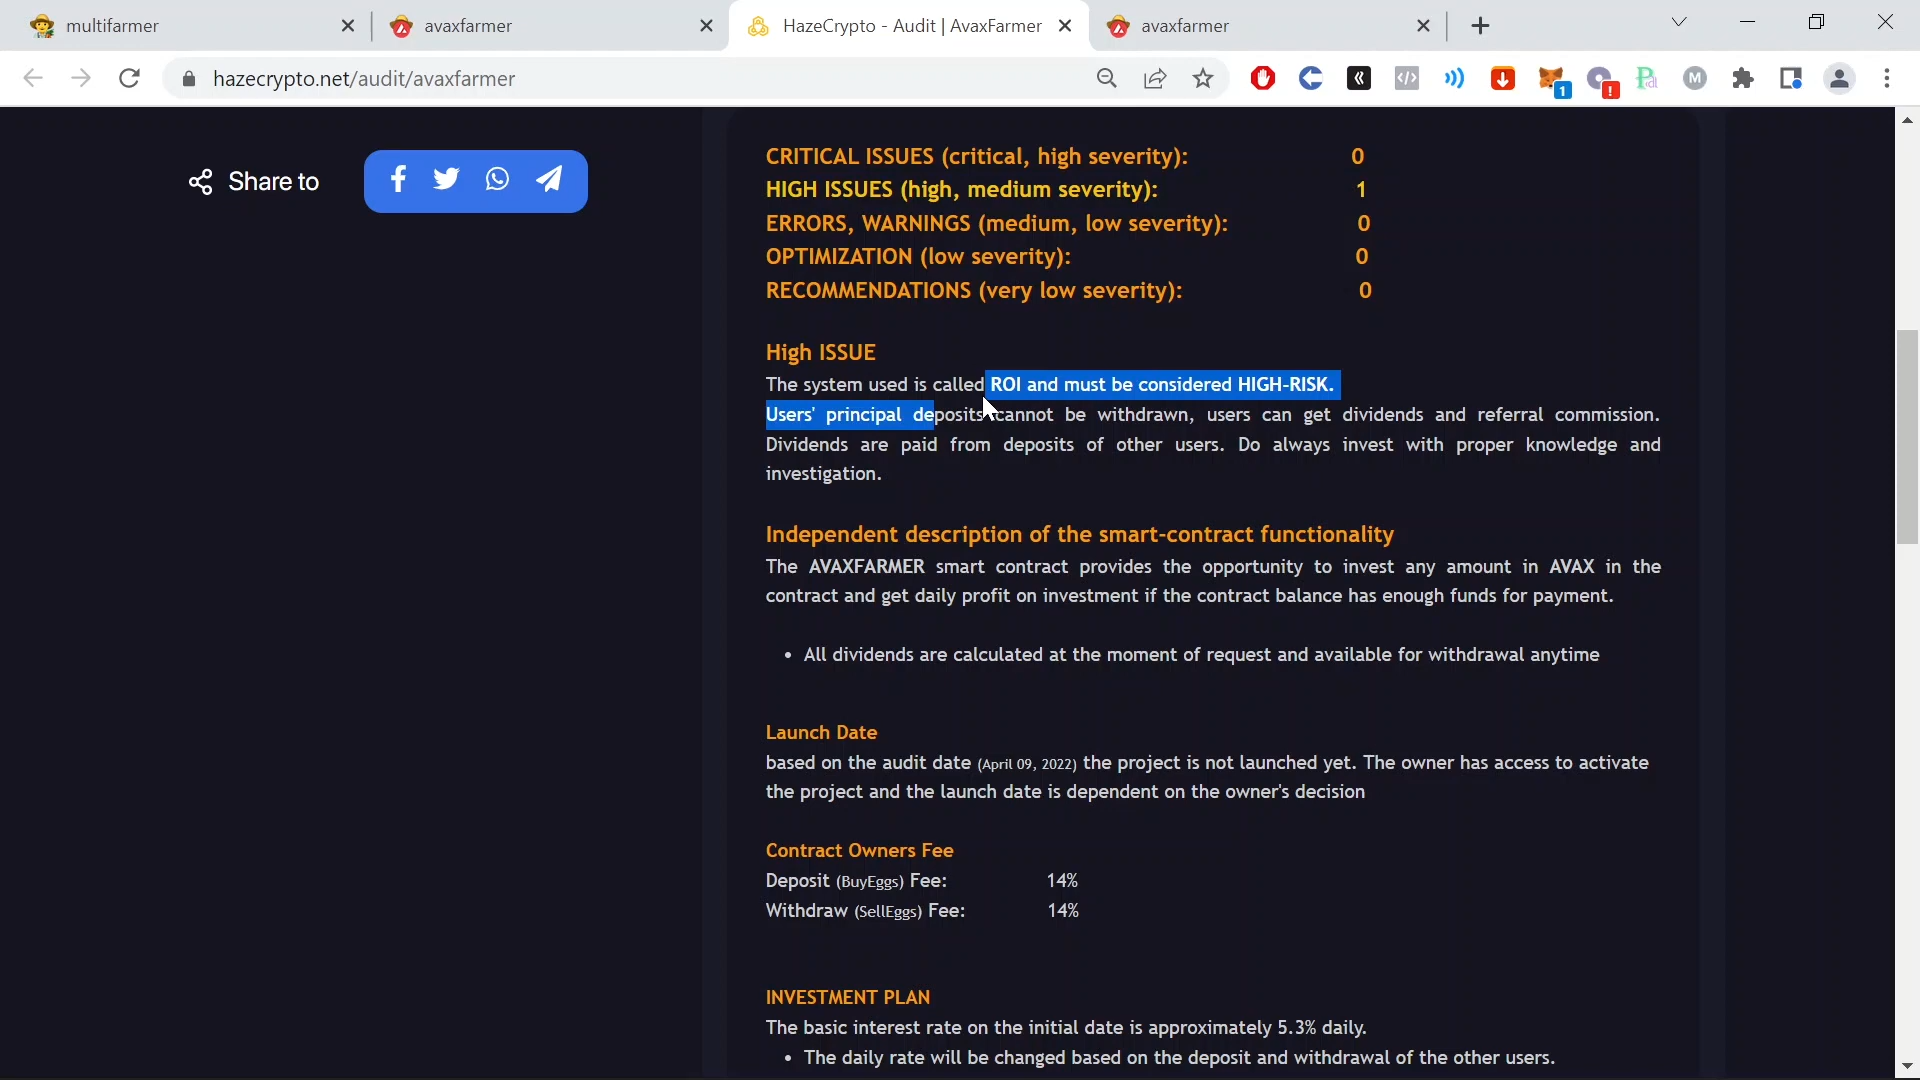 multifarmer
avaxfarmer
HazeCrypto - Audit | AvaxFarmer
avaxfarmer
hazecrypto.net/audit/avaxfarmer
1
!
M
Share to
CRITICAL ISSUES (critical, high severity): 0
HIGH ISSUES (high, medium severity): 1
ERRORS, WARNINGS (medium, low severity): 0
OPTIMIZATION (low severity): 0
RECOMMENDATIONS (very low severity): 0
High ISSUE
The system used is called ROI and must be considered HIGH-RISK.
Users' principal deposits cannot be withdrawn, users can get dividends and referral commission.
Dividends are paid from deposits of other users. Do always invest with proper knowledge and
investigation.
Independent description of the smart-contract functionality
The AVAXFARMER smart contract provides the opportunity to invest any amount in AVAX in the
contract and get daily profit on investment if the contract balance has enough funds for payment.
• All dividends are calculated at the moment of request and available for withdrawal anytime
Launch Date
based on the audit date (April 09, 2022) the project is not launched yet. The owner has access to activate
the project and the launch date is dependent on the owner's decision
Contract Owners Fee
Deposit (BuyEggs) Fee: 14%
Withdraw (SellEggs) Fee: 14%
INVESTMENT PLAN
The basic interest rate on the initial date is approximately 5.3% daily.
• The daily rate will be changed based on the deposit and withdrawal of the other users.